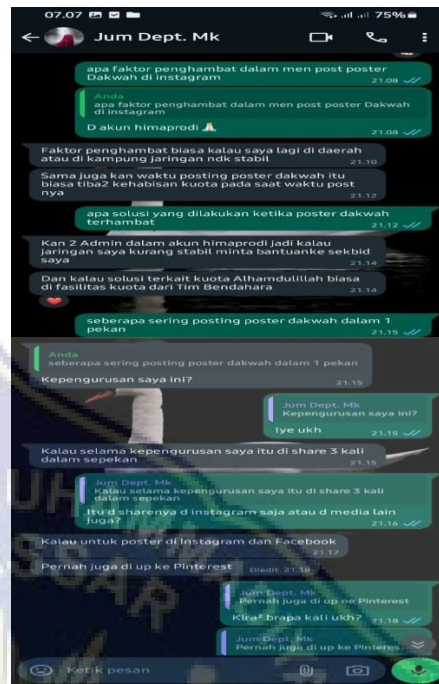 07.07
75%
Jum Dept. Mk
apa faktor penghambat dalam men post poster
Dakwah di instagram
21.08
Anda
apa faktor penghambat dalam men post poster Dakwah
di instagram
D akun himaprodi 🙏🏻
21.08
Faktor penghambat biasa kalau saya lagi di daerah
atau di kampung jaringan ndk stabil
21.10
Sama juga kan waktu posting poster dakwah itu
biasa tiba2 kehabisan kuota pada saat waktu post
nya
21.12
apa solusi yang dilakukan ketika poster dakwah
terhambat
21.12
Kan 2 Admin dalam akun himaprodi jadi kalau
jaringan saya kurang stabil minta bantuanke sekbid
saya
21.14
Dan kalau solusi terkait kuota Alhamdulillah biasa
di fasilitas kuota dari Tim Bendahara
21.14
seberapa sering posting poster dakwah dalam 1
pekan
21.15
Anda
seberapa sering posting poster dakwah dalam 1 pekan
Kepengurusan saya ini?
21.15
Jum Dept. Mk
Kepengurusan saya ini?
Iye ukh
21.15
Kalau selama kepengurusan saya itu di share 3 kali
dalam sepekan
21.15
Jum Dept. Mk
Kalau selama kepengurusan saya itu di share 3 kali
dalam sepekan
Itu d sharenya d instagram saja atau d media lain
juga?
21.16
Kalau untuk poster di Instagram dan Facebook
21.17
Pernah juga di up ke Pinterest
Diedit 21.18
Jum Dept. Mk
Pernah juga di up ke Pinterest
Kira² brapa kali ukh?
21.18
Jum Dept. Mk
Pernah juga di up ke Pinteres
Ketik pesan